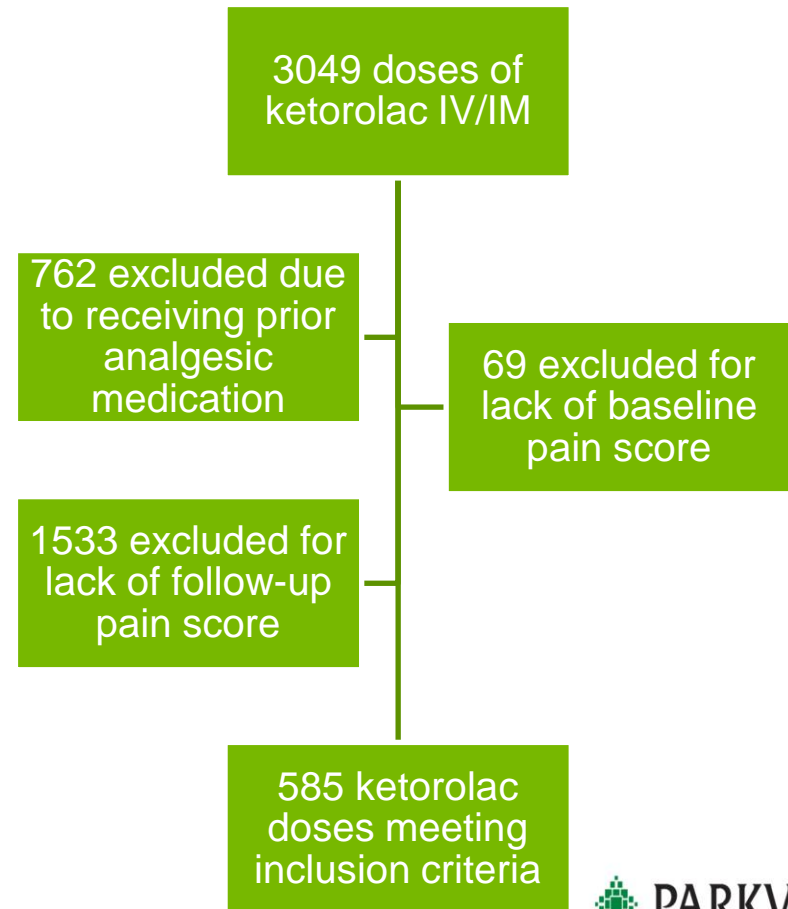 3049 doses of
ketorolac IV/IM
762 excluded due
to receiving prior
analgesic
medication
69 excluded for
lack of baseline
pain score
1533 excluded for
lack of follow-up
pain score
585 ketorolac
doses meeting
inclusion criteria